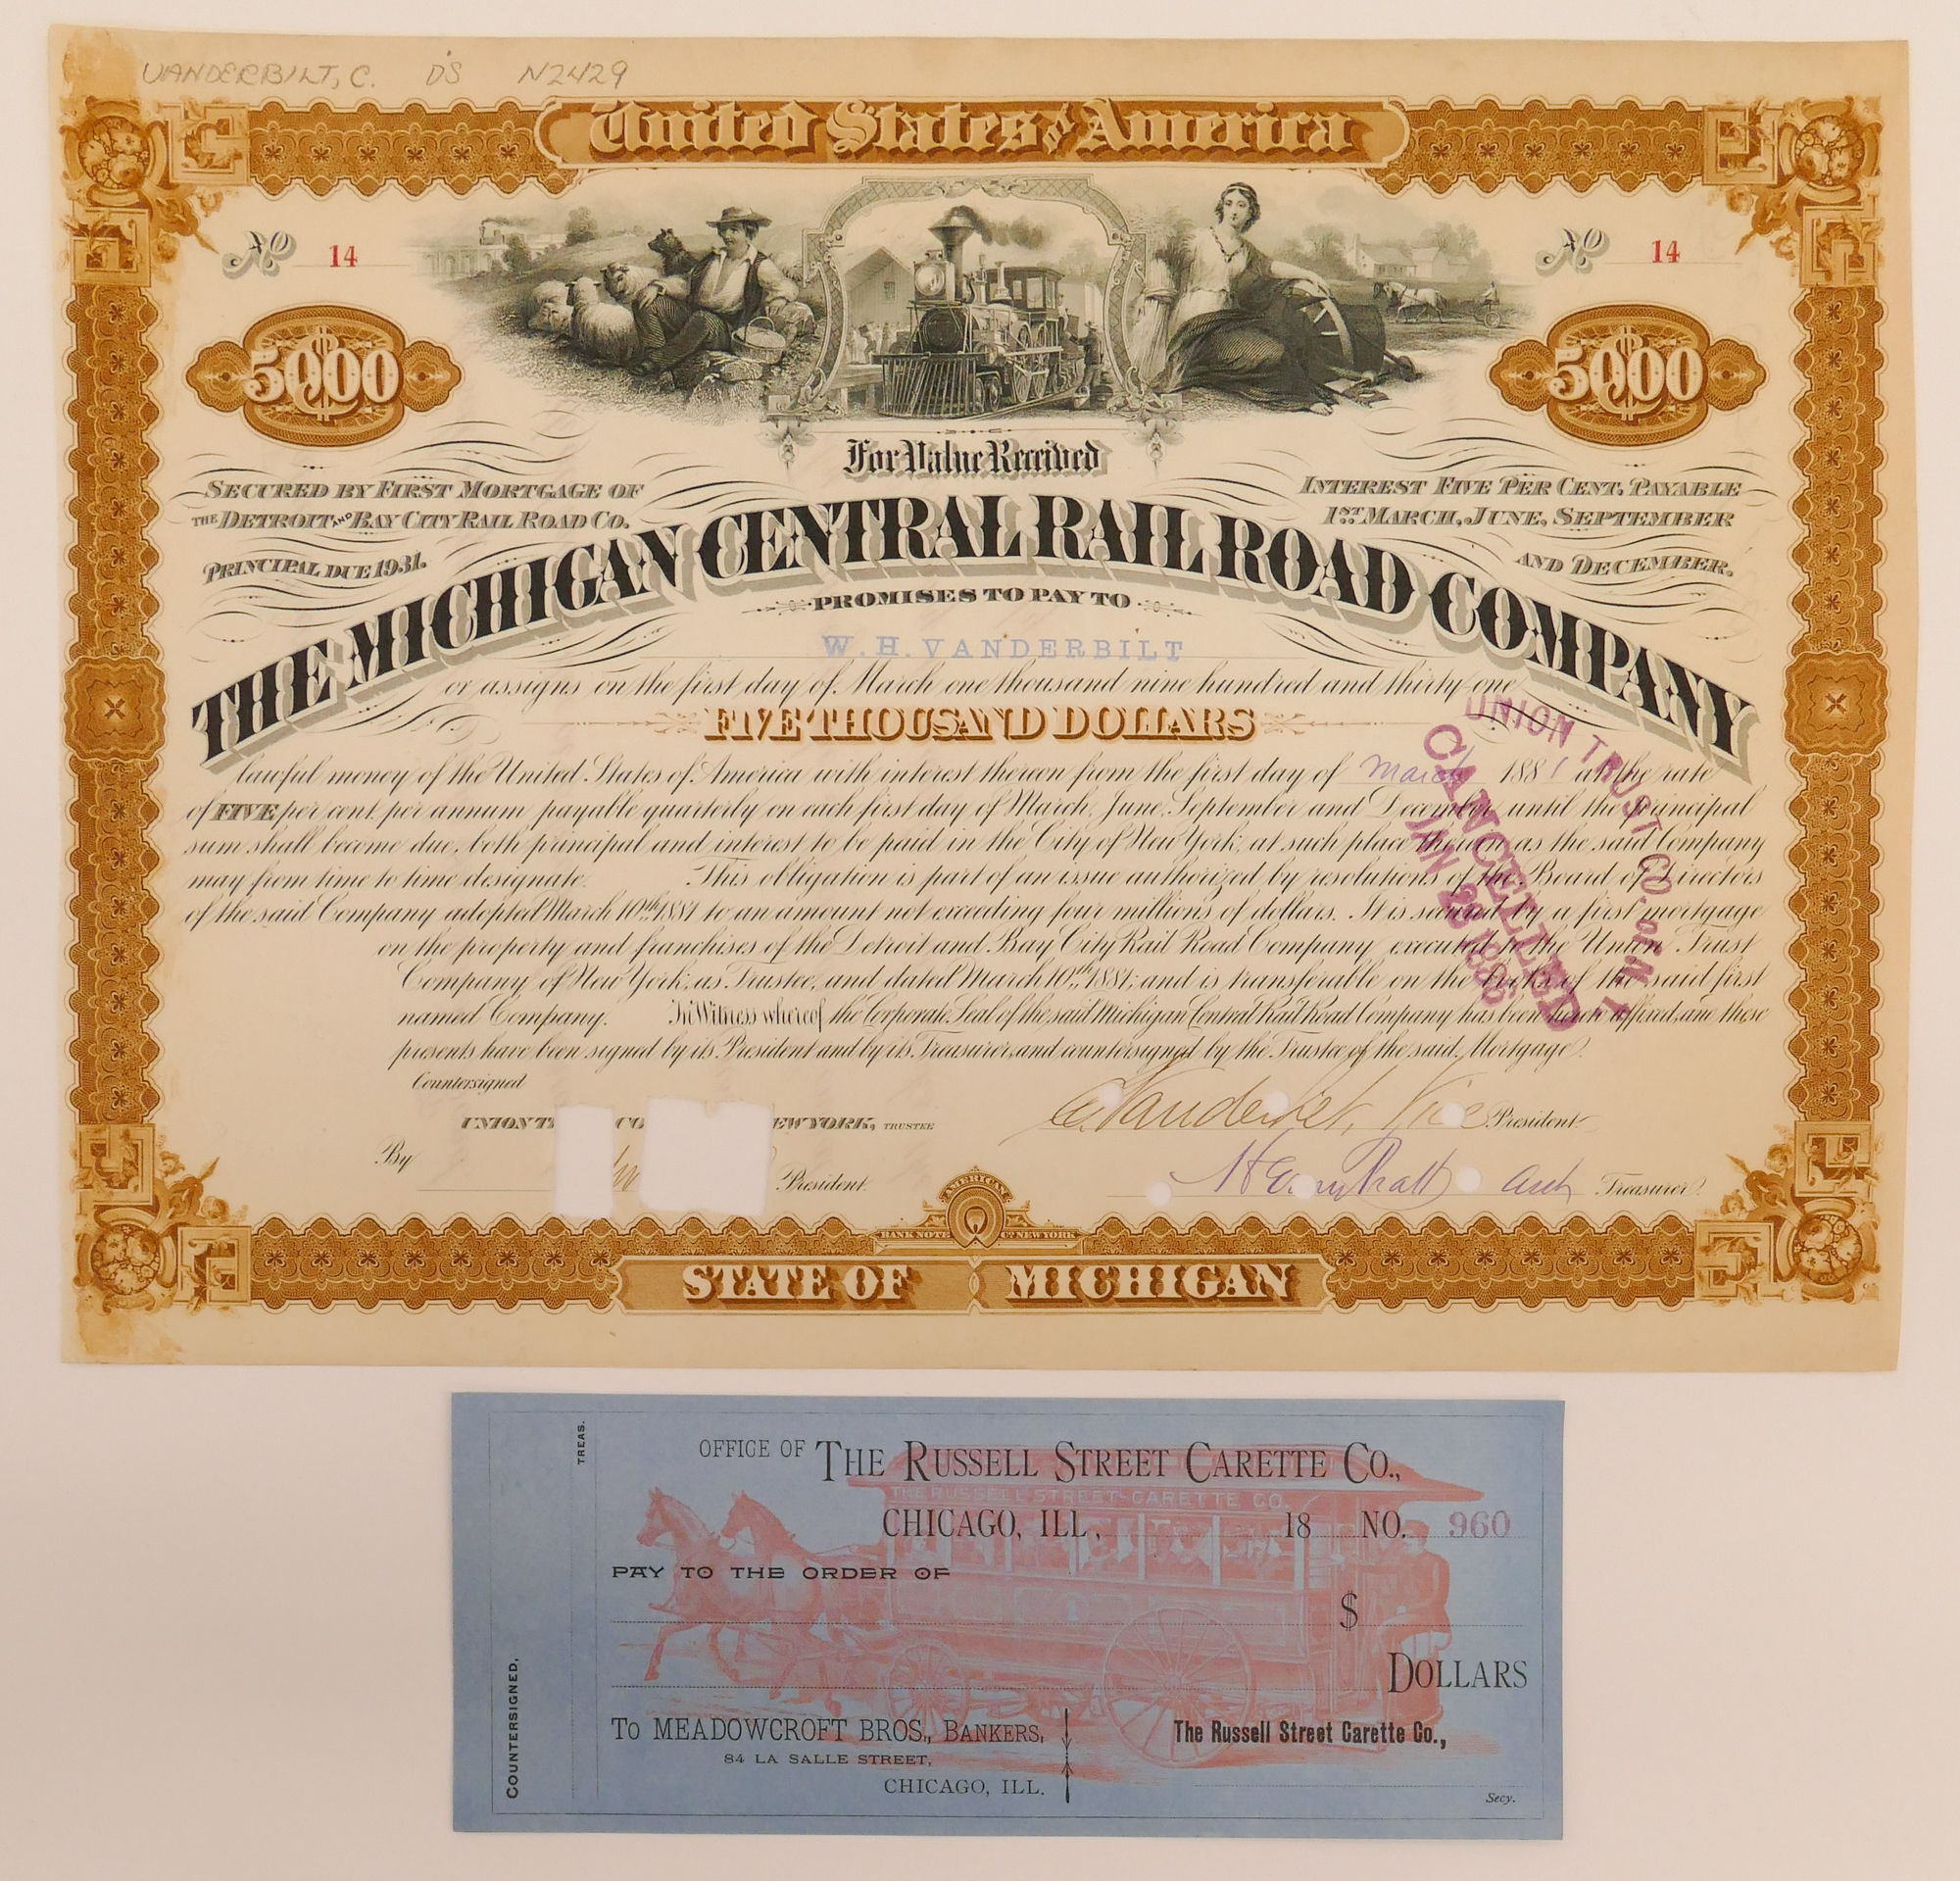 VANDERBILT, C. DS N2429
United States of America
No 14
No 14
$5000
$5000
For Value Received
SECURED BY FIRST MORTGAGE OF
THE DETROIT AND BAY CITY RAIL ROAD CO.
PRINCIPAL DUE 1931.
INTEREST FIVE PER CENT. PAYABLE
1ST MARCH, JUNE, SEPTEMBER
AND DECEMBER.
THE MICHIGAN CENTRAL RAIL ROAD COMPANY
PROMISES TO PAY TO
W. H. VANDERBILT
or assigns on the first day of March one thousand nine hundred and thirty-one
FIVE THOUSAND DOLLARS
lawful money of the United States of America with interest thereon from the first day of March 1881 at the rate
of FIVE per cent. per annum payable quarterly on each first day of March, June, September and December, until the principal
sum shall become due, both principal and interest to be paid in the City of New York, at such place therein as the said Company
may from time to time designate. This obligation is part of an issue authorized by resolutions of the Board of Directors
of the said Company adopted March 10th 1881 to an amount not exceeding four millions of dollars. It is secured by a first mortgage
on the property and franchises of the Detroit and Bay City Rail Road Company, executed to the Union Trust
Company of New York, as Trustee, and dated March 10th 1881; and is transferable on the books of the said first
named Company. In Witness whereof the Corporate Seal of the said Michigan Central Rail Road Company has been hereto affixed, and these
presents have been signed by its President and by its Treasurer, and countersigned by the Trustee of the said Mortgage.
UNION TRUST CO. OF N.Y.
CANCELLED
Countersigned
UNION CO EW YORK, TRUSTEE
By President
C. Vanderbilt, Vice President
Henry Pratt Asst Treasurer
AMERICAN
BANK NOTE CO. NEW YORK
STATE OF MICHIGAN
OFFICE OF THE RUSSELL STREET CARETTE CO.,
THE RUSSELL STREET CARETTE CO.
CHICAGO, ILL., 18 NO. 960
PAY TO THE ORDER OF
$
DOLLARS
TO MEADOWCROFT BROS., BANKERS,
84 LA SALLE STREET,
CHICAGO, ILL.
The Russell Street Carette Co.,
Secy.
COUNTERSIGNED,
TREAS.